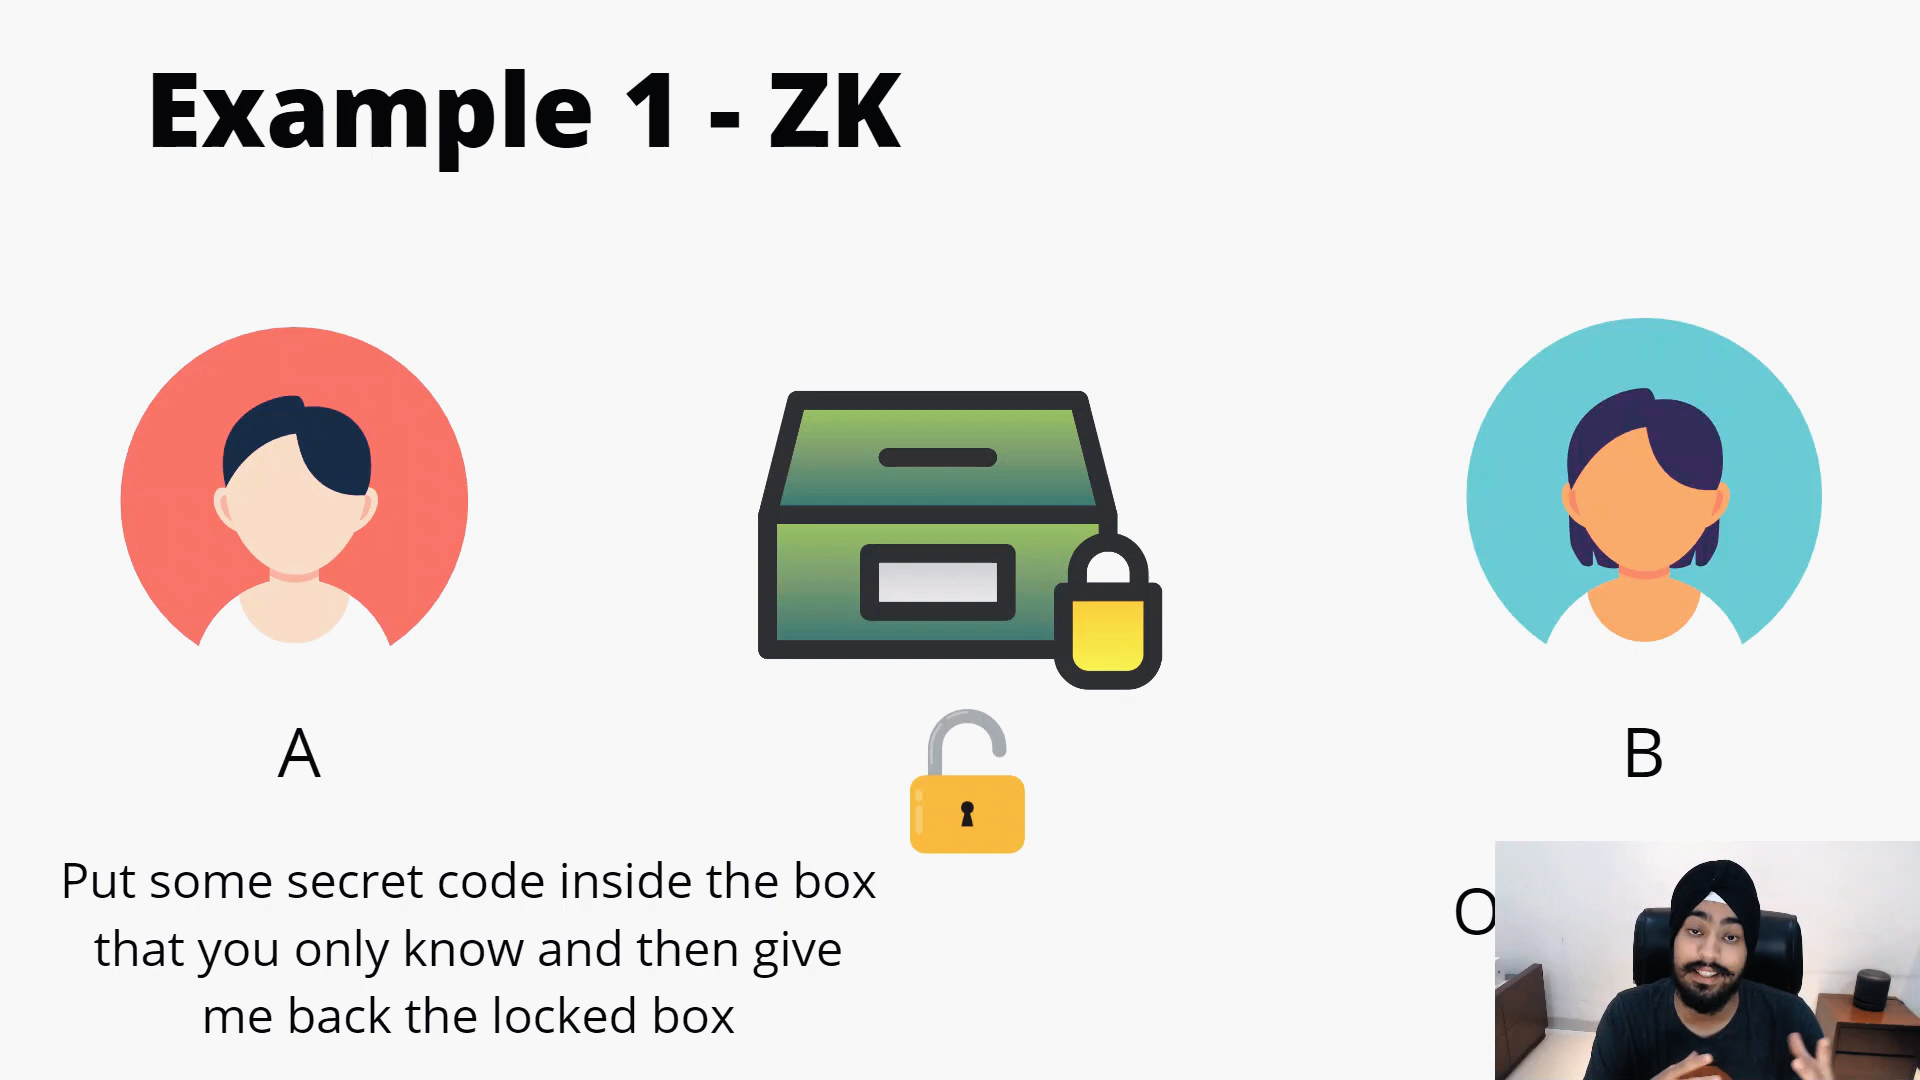 Example 1 - ZK
A
B
Put some secret code inside the box
that you only know and then give
me back the locked box